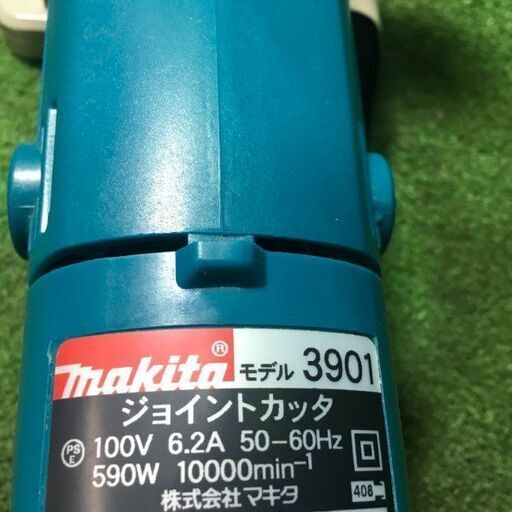 makita® モデル 3901
ジョイントカッタ
PS E 100V 6.2A 50-60Hz
590W 10000min-1
株式会社 マキタ 408